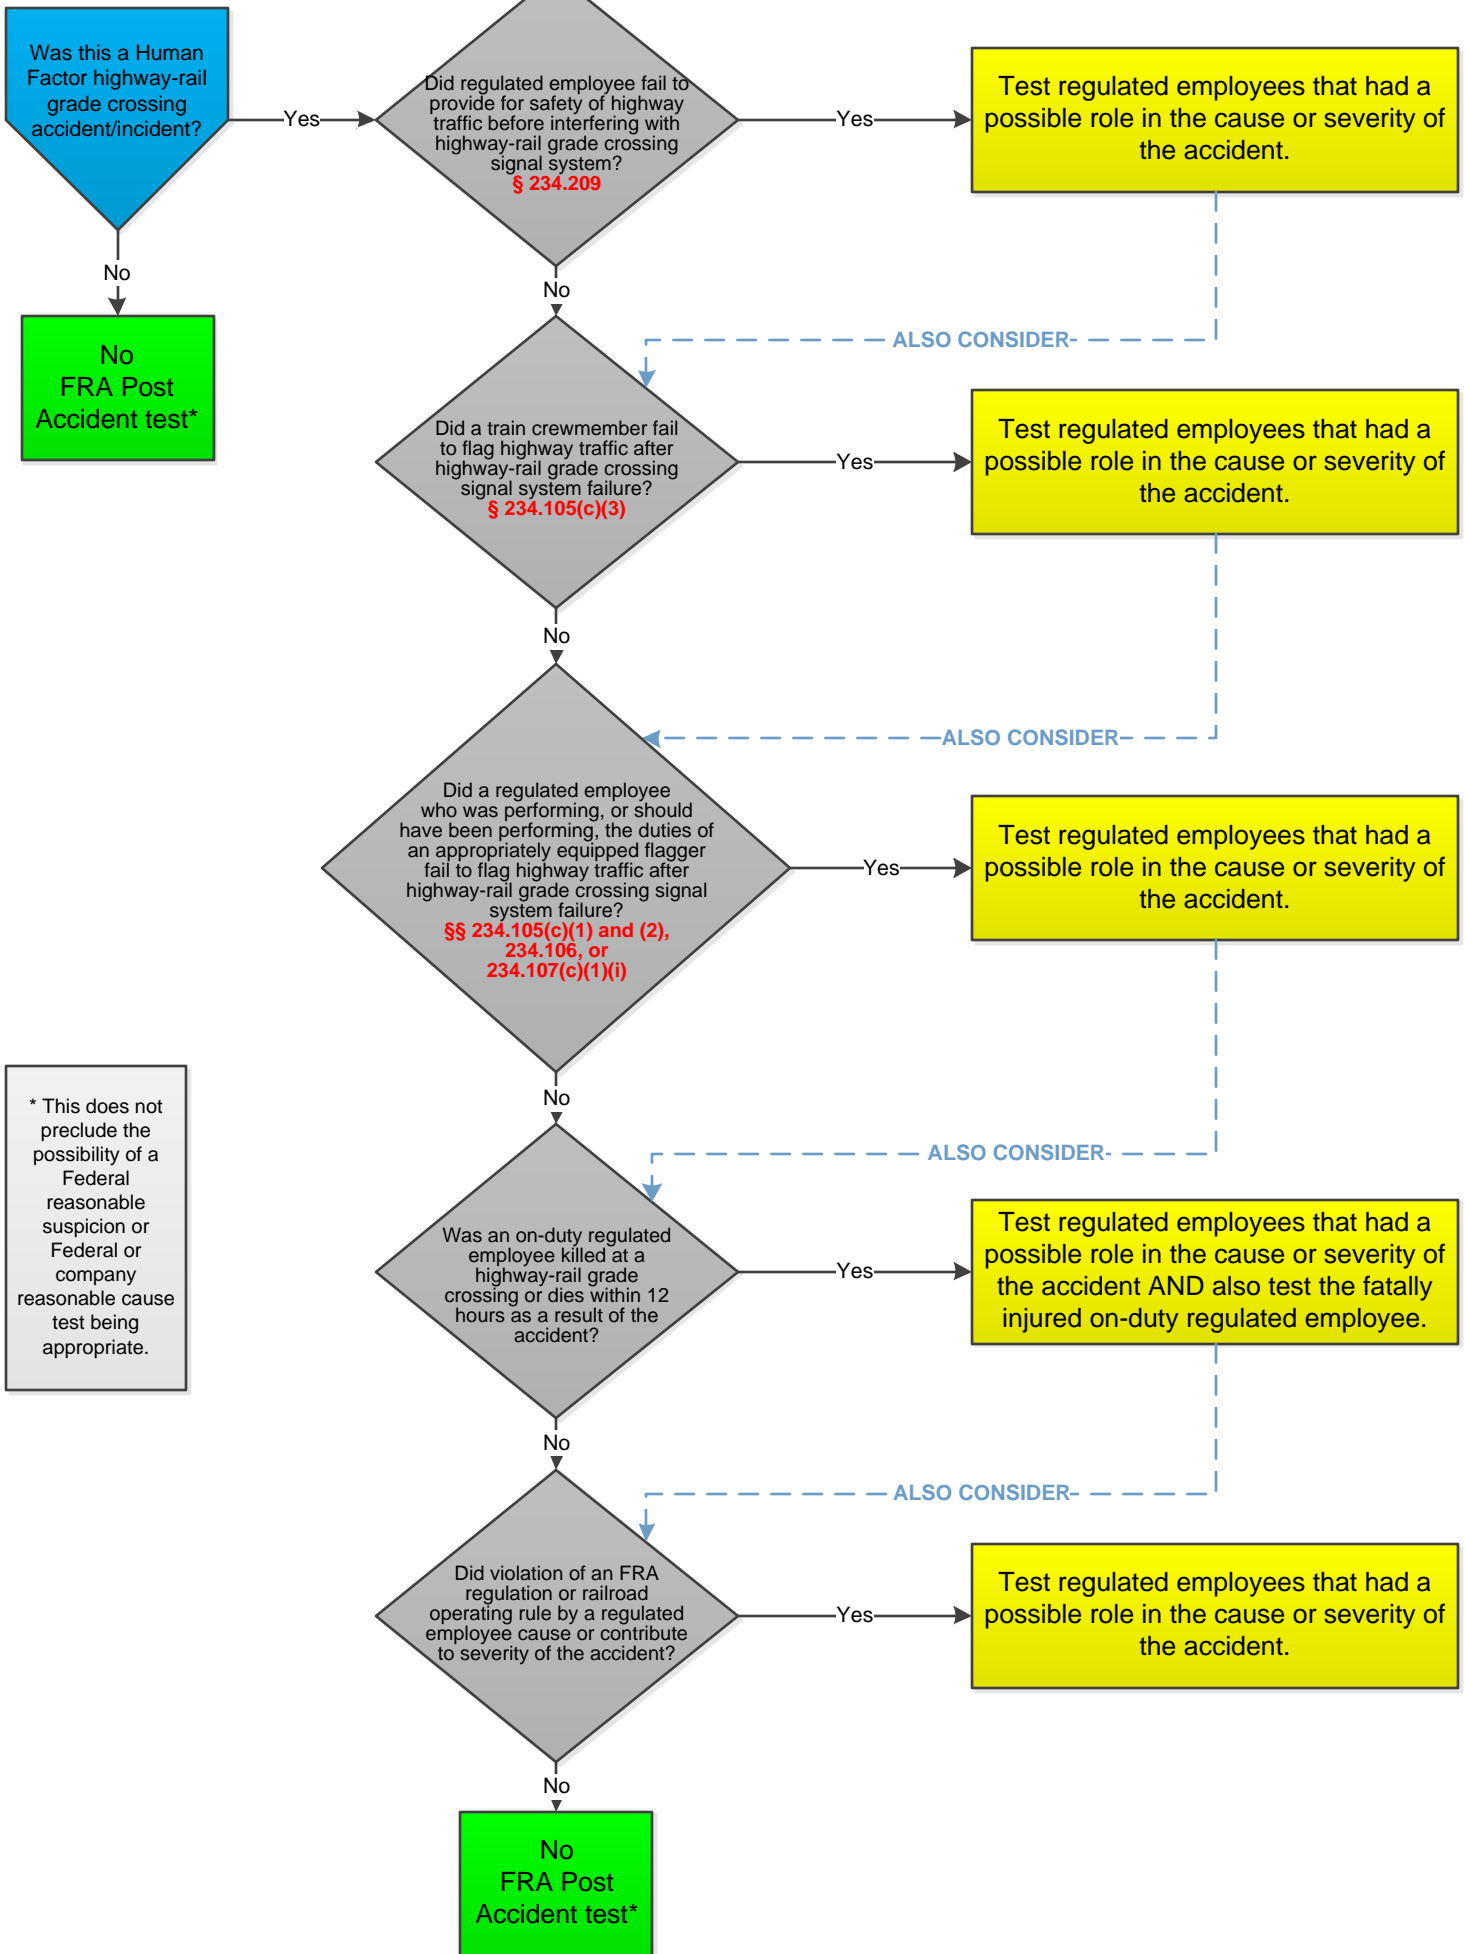 Was this a Human
Factor highway-rail
grade crossing
accident/incident?
Yes
Did regulated employee fail to
provide for safety of highway
traffic before interfering with
highway-rail grade crossing
signal system?
§ 234.209
Yes
Test regulated employees that had a
possible role in the cause or severity of
the accident.
No
No
FRA Post
Accident test*
No
ALSO CONSIDER
Did a train crewmember fail
to flag highway traffic after
highway-rail grade crossing
signal system failure?
§ 234.105(c)(3)
Yes
Test regulated employees that had a
possible role in the cause or severity of
the accident.
No
ALSO CONSIDER
Did a regulated employee
who was performing, or should
have been performing, the duties of
an appropriately equipped flagger
fail to flag highway traffic after
highway-rail grade crossing signal
system failure?
§§ 234.105(c)(1) and (2),
234.106, or
234.107(c)(1)(i)
Yes
Test regulated employees that had a
possible role in the cause or severity of
the accident.
* This does not
preclude the
possibility of a
Federal
reasonable
suspicion or
Federal or
company
reasonable cause
test being
appropriate.
No
ALSO CONSIDER
Was an on-duty regulated
employee killed at a
highway-rail grade
crossing or dies within 12
hours as a result of the
accident?
Yes
Test regulated employees that had a
possible role in the cause or severity of
the accident AND also test the fatally
injured on-duty regulated employee.
No
ALSO CONSIDER
Did violation of an FRA
regulation or railroad
operating rule by a regulated
employee cause or contribute
to severity of the accident?
Yes
Test regulated employees that had a
possible role in the cause or severity of
the accident.
No
No
FRA Post
Accident test*